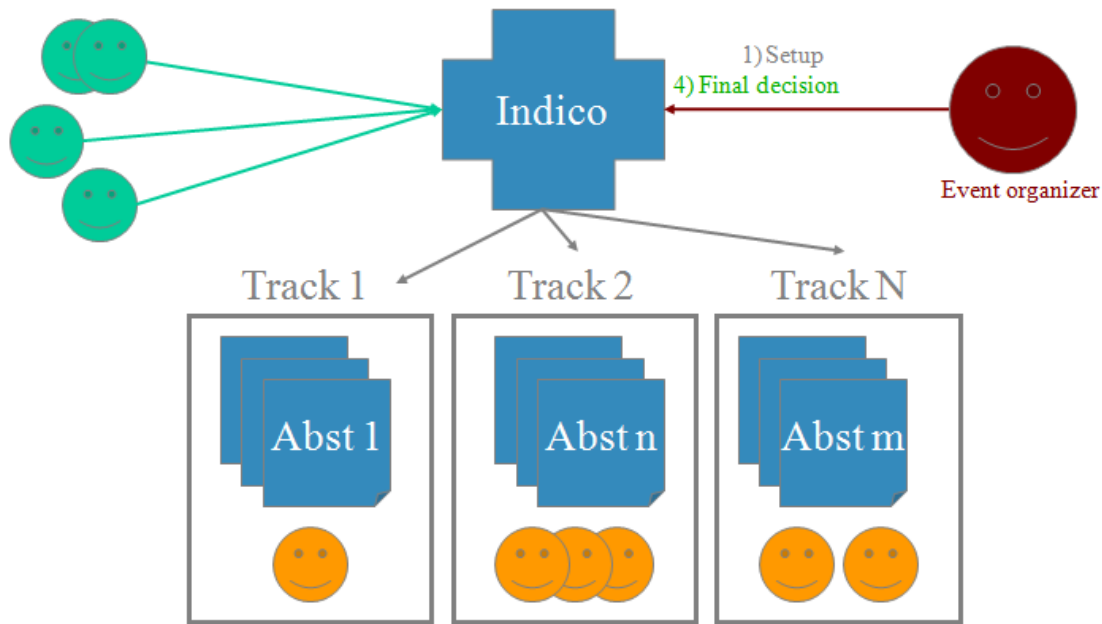 1) Setup
4) Final decision
Indico
Event organizer
Track 1
Track 2
Track N
Abst 1
Abst n
Abst m